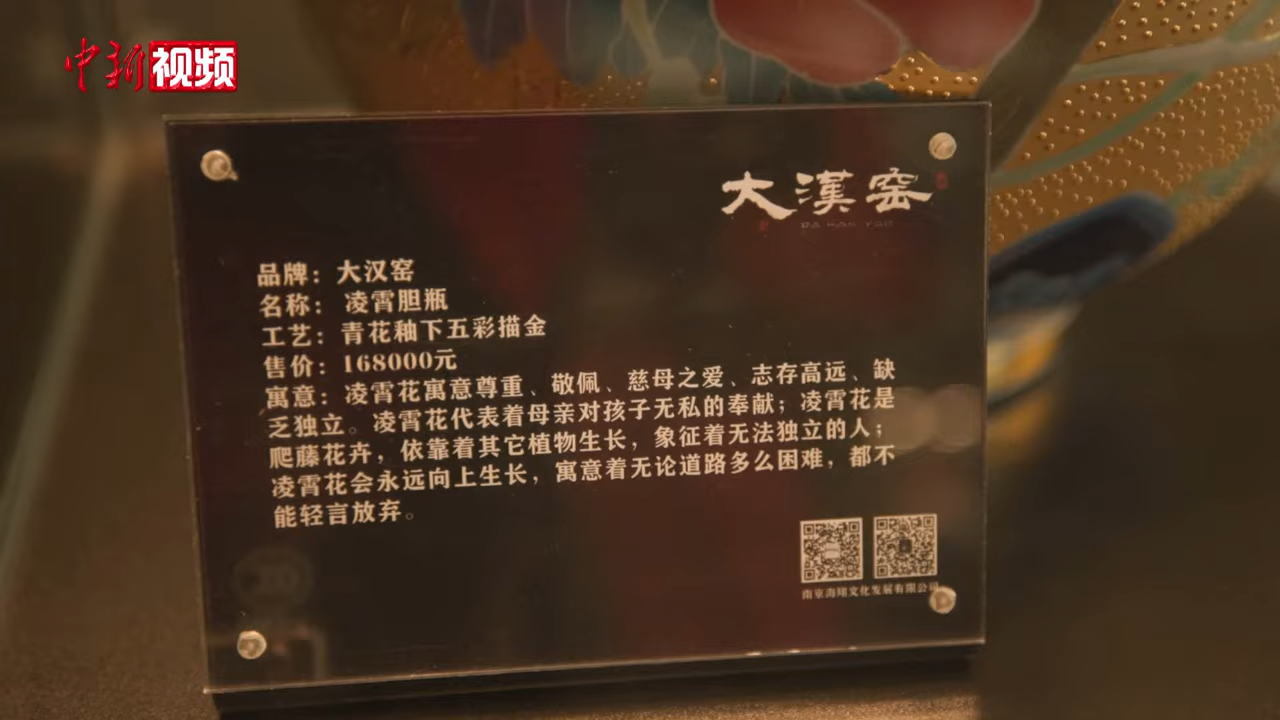 中新视频
大漢窑
DA HAN YAO
品牌：大汉窑
名称：凌霄胆瓶
工艺：青花釉下五彩描金
售价：168000元
寓意：凌霄花寓意尊重、敬佩、慈母之爱、志存高远、缺
乏独立。凌霄花代表着母亲对孩子无私的奉献；凌霄花是
爬藤花卉，依靠着其它植物生长，象征着无法独立的人；
凌霄花会永远向上生长，寓意着无论道路多么困难，都不
能轻言放弃。
南京海翔文化发展有限公司